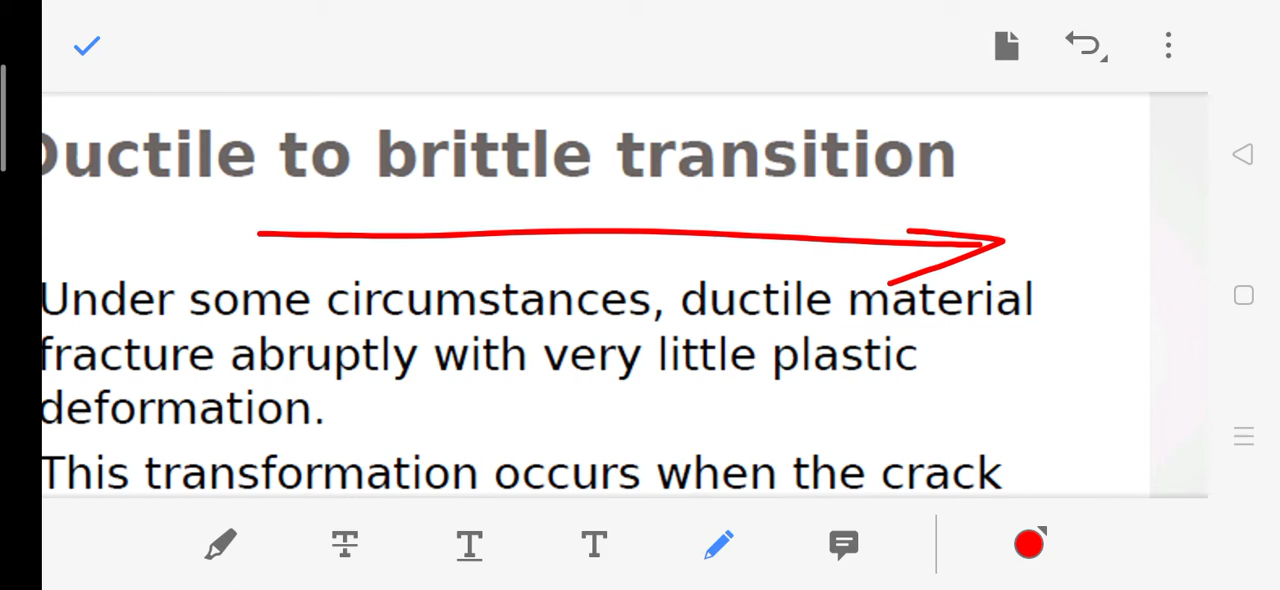 Ductile to brittle transition
Under some circumstances, ductile material
fracture abruptly with very little plastic
deformation.
This transformation occurs when the crack